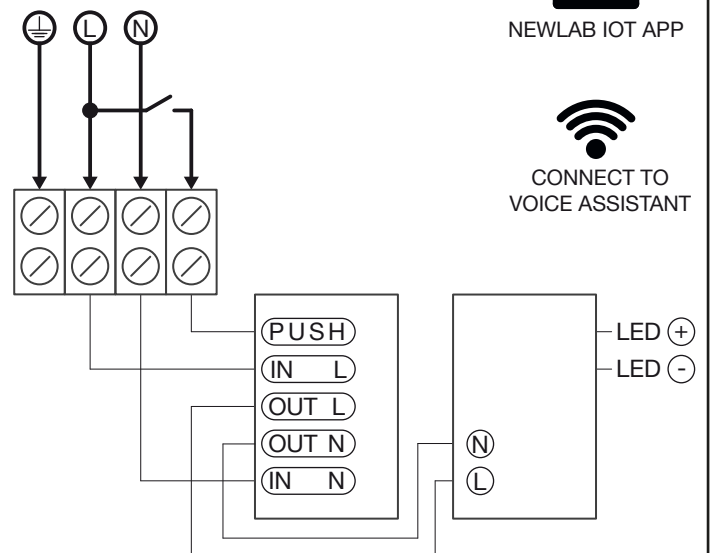 L N
NEWLAB IOT APP
CONNECT TO
VOICE ASSISTANT
PUSH
IN L
OUT L
OUT N
IN N
N
L
LED +
LED -